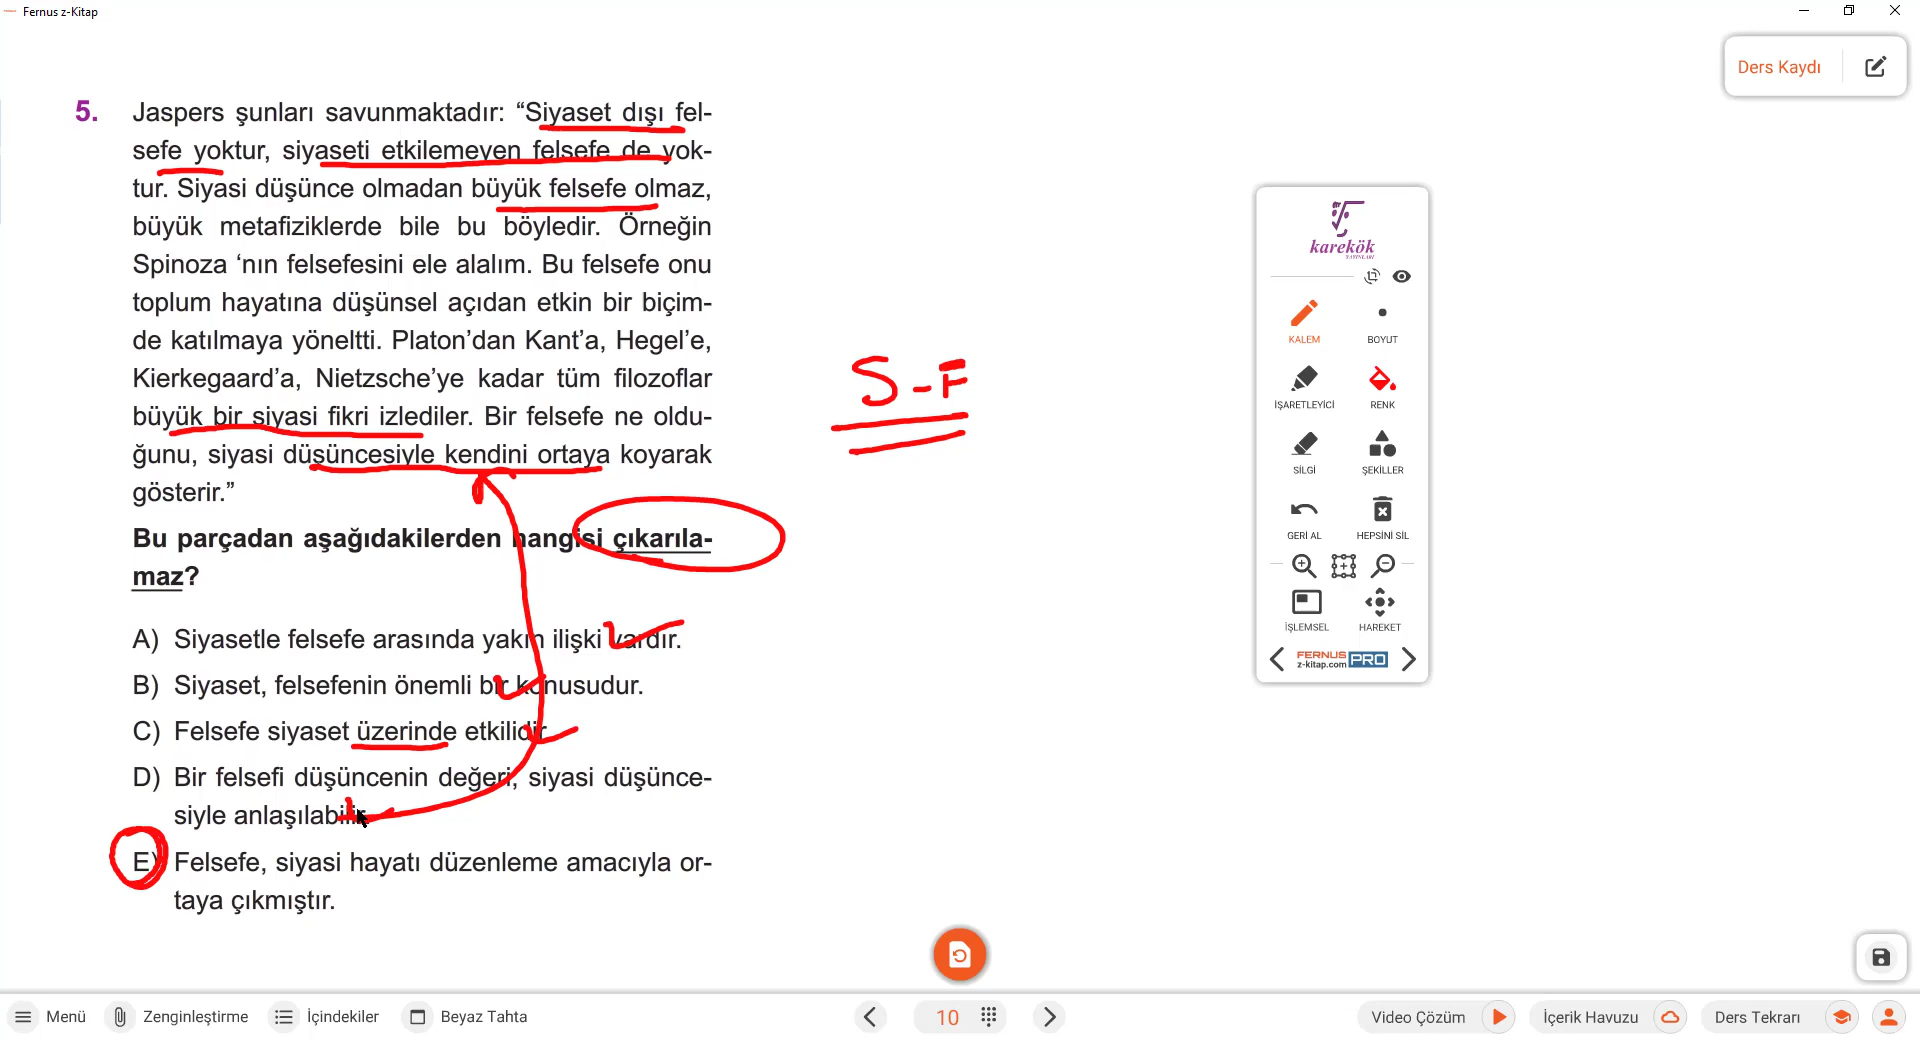 Fernus z-Kitap
Ders Kaydı
5. Jaspers şunları savunmaktadır: “Siyaset dışı fel-
sefe yoktur, siyaseti etkilemeyen felsefe de yok-
tur. Siyasi düşünce olmadan büyük felsefe olmaz,
büyük metafiziklerde bile bu böyledir. Örneğin
Spinoza ‘nın felsefesini ele alalım. Bu felsefe onu
toplum hayatına düşünsel açıdan etkin bir biçim-
de katılmaya yöneltti. Platon’dan Kant’a, Hegel’e,
Kierkegaard’a, Nietzsche’ye kadar tüm filozoflar
büyük bir siyasi fikri izlediler. Bir felsefe ne oldu-
ğunu, siyasi düşüncesiyle kendini ortaya koyarak
gösterir.”
Bu parçadan aşağıdakilerden hangisi çıkarıla-
maz?
A) Siyasetle felsefe arasında yakın ilişki vardır.
B) Siyaset, felsefenin önemli bir konusudur.
C) Felsefe siyaset üzerinde etkilidir.
D) Bir felsefi düşüncenin değeri, siyasi düşünce-
siyle anlaşılabilir.
E) Felsefe, siyasi hayatı düzenleme amacıyla or-
taya çıkmıştır.
S-F
karekök
YAYINLARI
KALEM
BOYUT
İŞARETLEYİCİ
RENK
SİLGİ
ŞEKİLLER
GERİ AL
HEPSİNİ SİL
İŞLEMSEL
HAREKET
FERNUS
z-kitap.com PRO
Menü
Zenginleştirme
İçindekiler
Beyaz Tahta
10
Video Çözüm
İçerik Havuzu
Ders Tekrarı